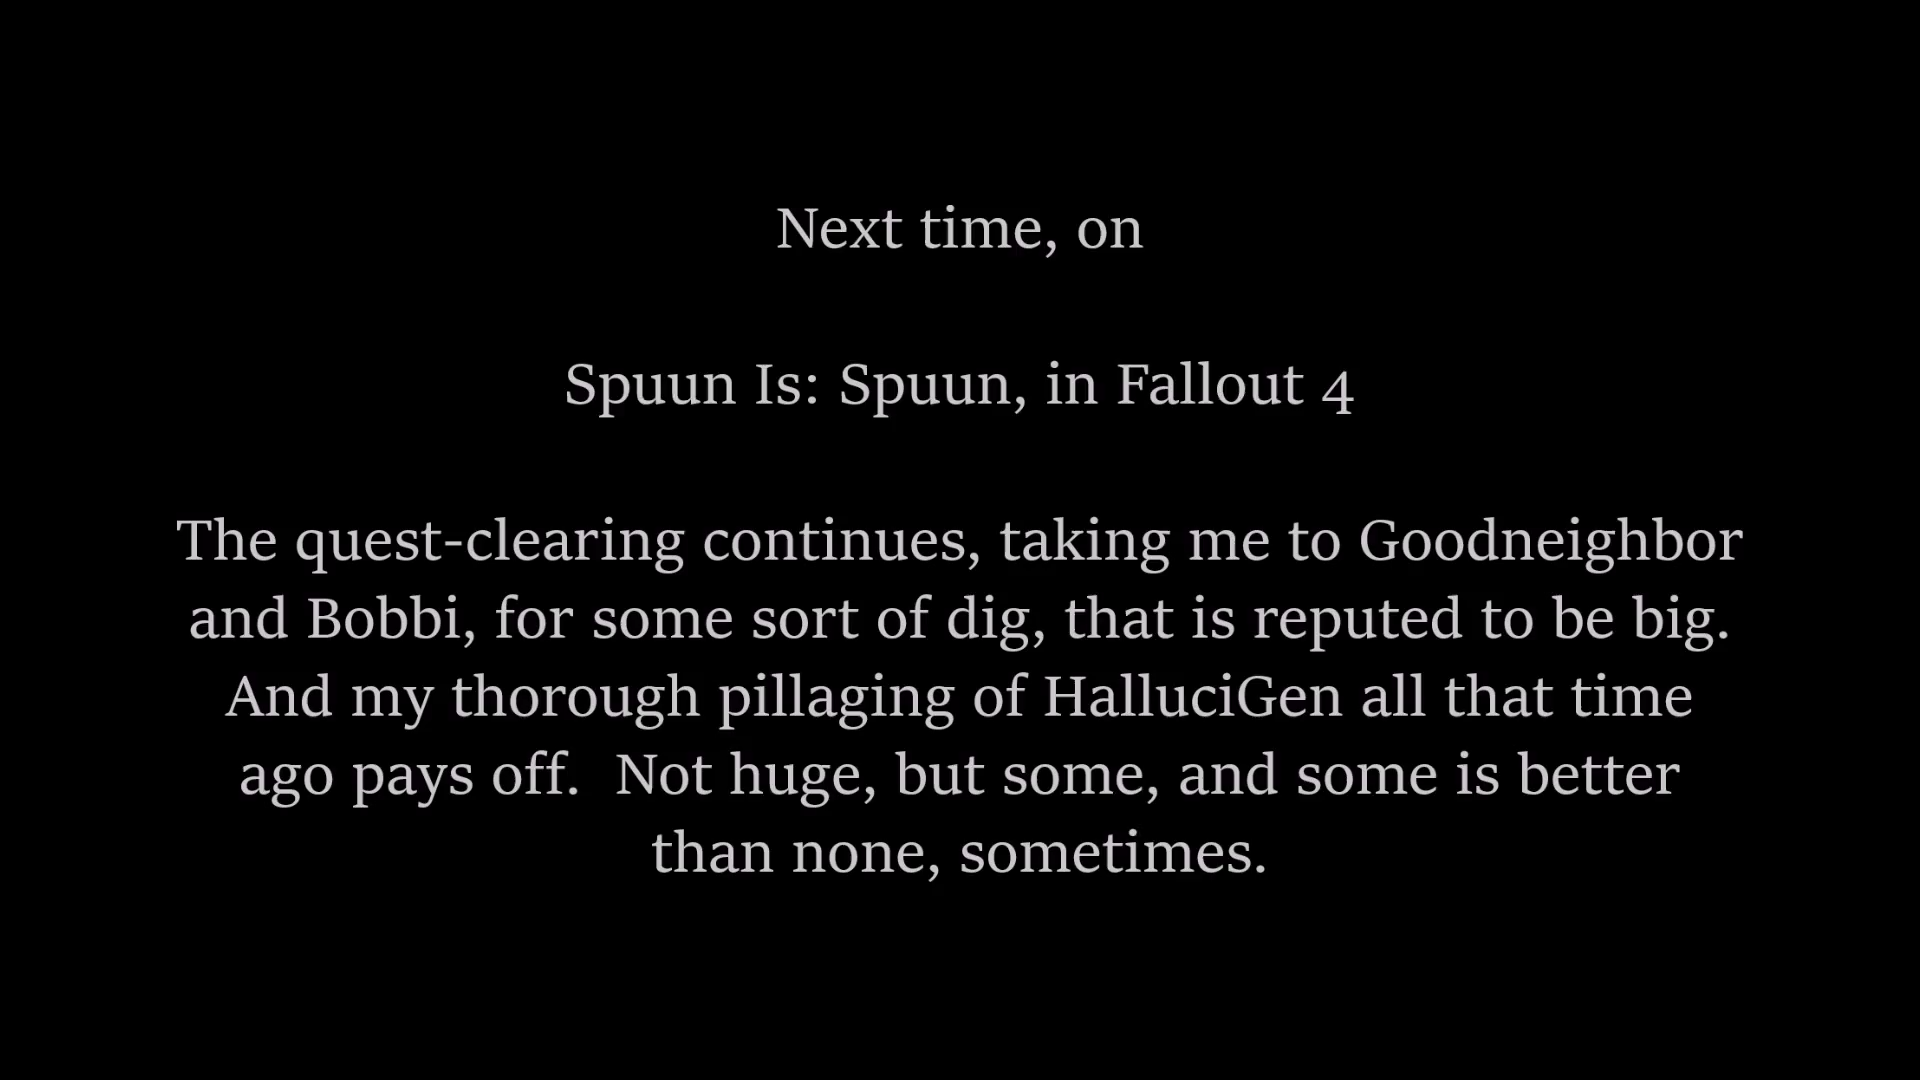 Next time, on
Spuun Is: Spuun, in Fallout 4
The quest-clearing continues, taking me to Goodneighbor
and Bobbi, for some sort of dig, that is reputed to be big.
And my thorough pillaging of HalluciGen all that time
ago pays off.  Not huge, but some, and some is better
than none, sometimes.